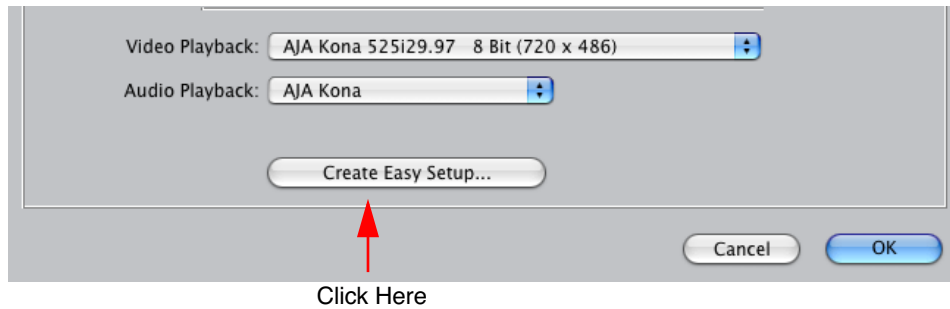 Video Playback: AJA Kona 525i29.97 8 Bit (720 x 486)
Audio Playback: AJA Kona
Create Easy Setup...
Cancel OK
Click Here